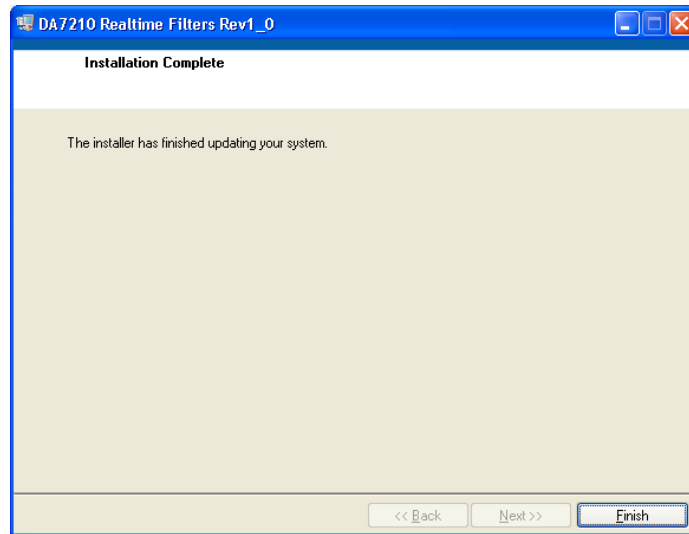 DA7210 Realtime Filters Rev1_0
Installation Complete
The installer has finished updating your system.
<< Back
Next >>
Finish